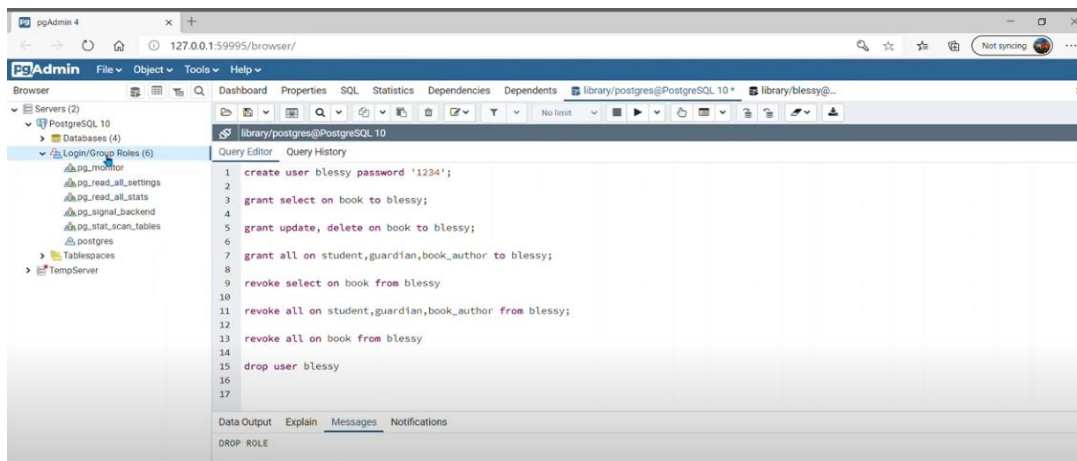 pgAdmin 4
127.0.0.1:59995/browser/
Not syncing
pgAdmin File Object Tools Help
Browser
Dashboard Properties SQL Statistics Dependencies Dependents library/postgres@PostgreSQL 10 * library/blessy@...
Servers (2)
PostgreSQL 10
Databases (4)
Login/Group Roles (6)
pg_monitor
pg_read_all_settings
pg_read_all_stats
pg_signal_backend
pg_stat_scan_tables
postgres
Tablespaces
TempServer
No limit
library/postgres@PostgreSQL 10
Query Editor Query History
1 create user blessy password '1234';
2
3 grant select on book to blessy;
4
5 grant update, delete on book to blessy;
6
7 grant all on student,guardian,book_author to blessy;
8
9 revoke select on book from blessy
10
11 revoke all on student,guardian,book_author from blessy;
12
13 revoke all on book from blessy
14
15 drop user blessy
16
17
Data Output Explain Messages Notifications
DROP ROLE